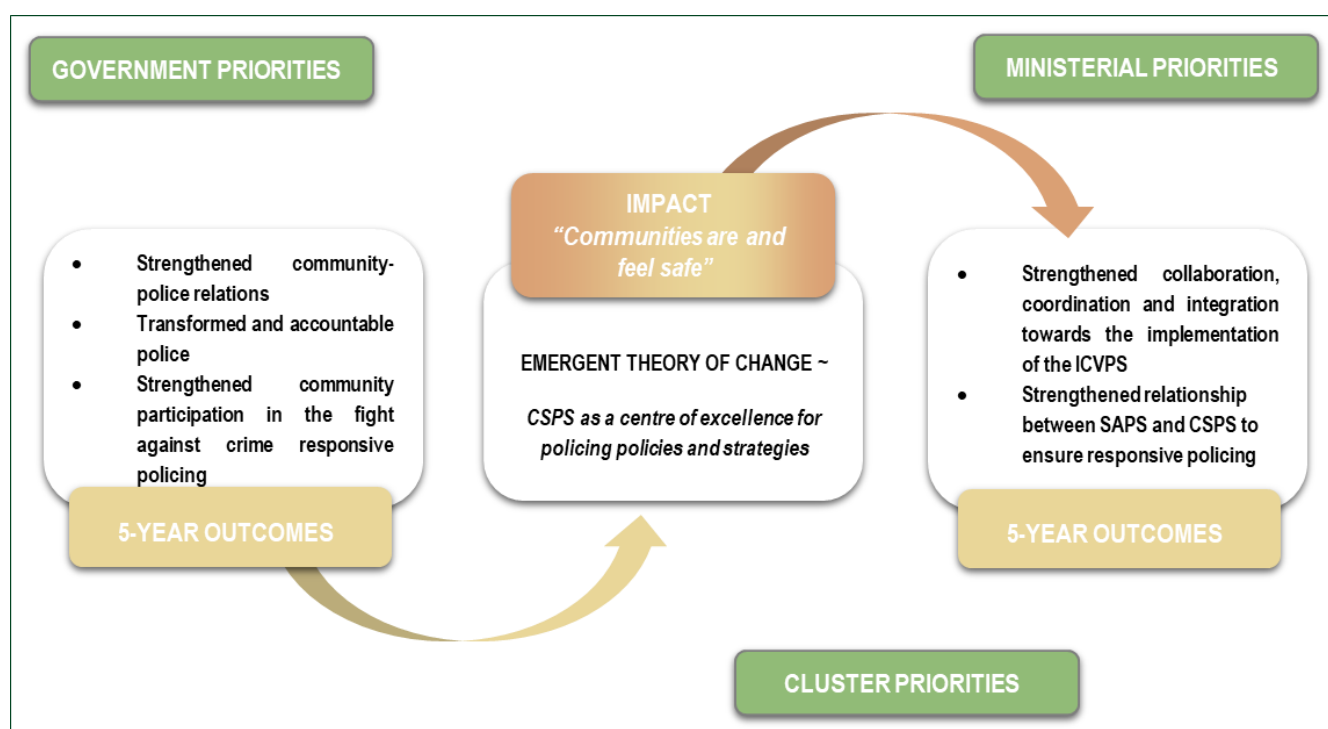 GOVERNMENT PRIORITIES
MINISTERIAL PRIORITIES
• Strengthened community-
police relations
• Transformed and accountable
police
• Strengthened community
participation in the fight
against crime responsive
policing
5-YEAR OUTCOMES
IMPACT
“Communities are and
feel safe”
EMERGENT THEORY OF CHANGE ~
CSPS as a centre of excellence for
policing policies and strategies
• Strengthened collaboration,
coordination and integration
towards the implementation
of the ICVPS
• Strengthened relationship
between SAPS and CSPS to
ensure responsive policing
5-YEAR OUTCOMES
CLUSTER PRIORITIES